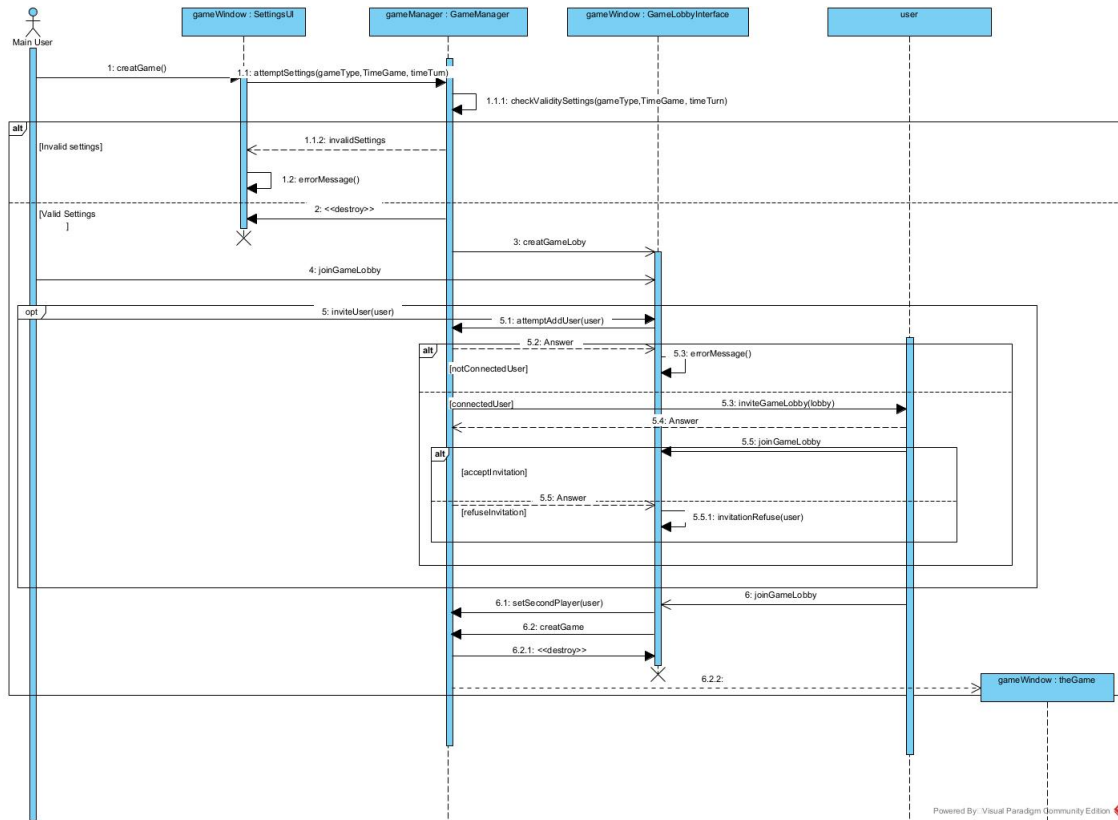 gameWindow : SettingsUI
gameManager : GameManager
gameWindow : GameLobbyInterface
user
Main User
1: creatGame()
1.1: attemptSettings(gameType,TimeGame, timeTurn)
1.1.1: checkValiditySettings(gameType,TimeGame, timeTurn)
alt
1.1.2: invalidSettings
[Invalid settings]
1.2: errorMessage()
2: <<destroy>>
[Valid Settings
]
3: creatGameLoby
4: joinGameLobby
opt
5: inviteUser(user)
5.1: attemptAddUser(user)
5.2: Answer
alt
5.3: errorMessage()
[notConnectedUser]
[connectedUser]
5.3: inviteGameLobby(lobby)
5.4: Answer
5.5: joinGameLobby
alt
[acceptInvitation]
5.5: Answer
[refuseInvitation]
5.5.1: invitationRefuse(user)
6: joinGameLobby
6.1: setSecondPlayer(user)
6.2: creatGame
6.2.1: <<destroy>>
6.2.2:
gameWindow : theGame
Powered By: Visual Paradigm Community Edition